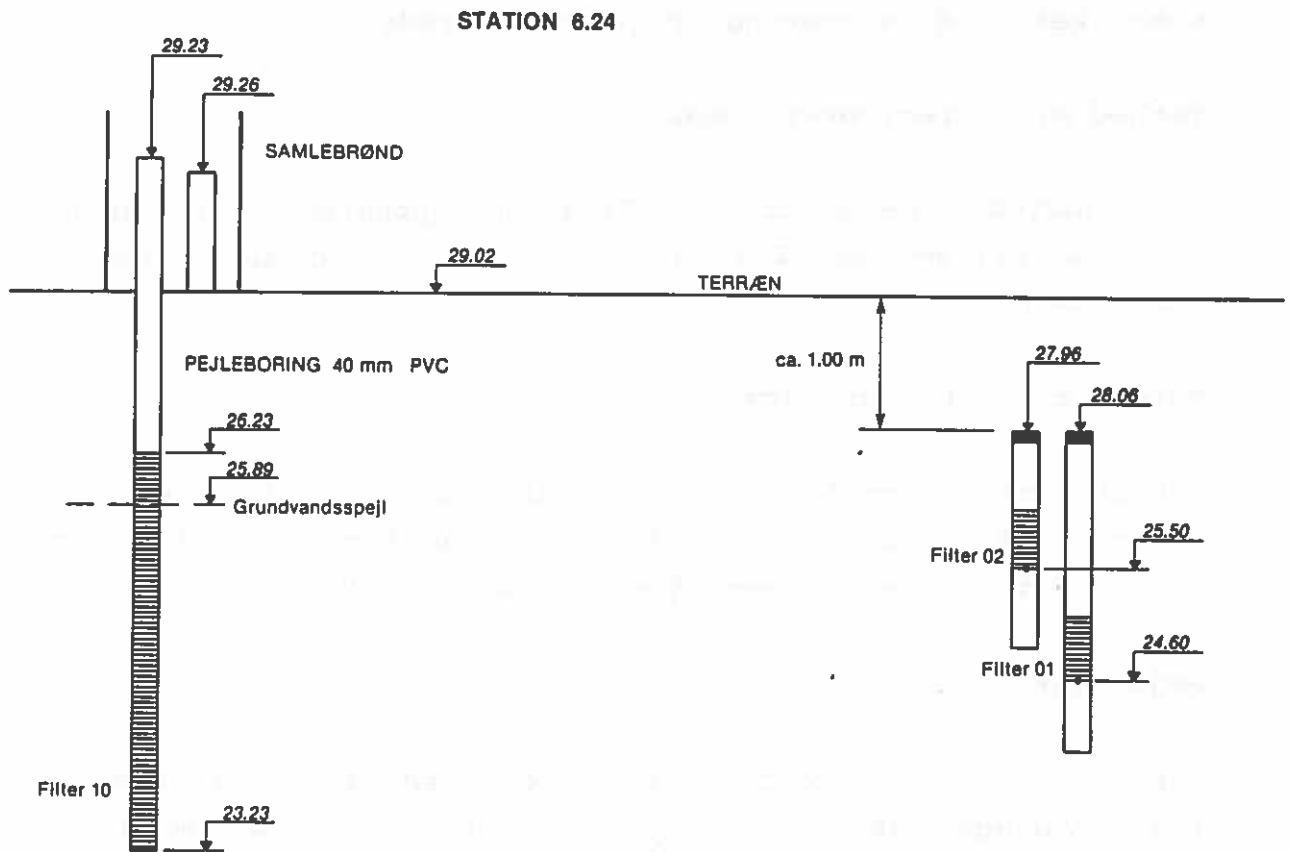 STATION 6.24
29.23
29.26
SAMLEBRØND
29.02
TERRÆN
PEJLEBORING 40 mm PVC
ca. 1.00 m
27.96
28.06
26.23
25.89
Grundvandsspejl
25.50
Filter 02
24.60
Filter 01
Filter 10
23.23